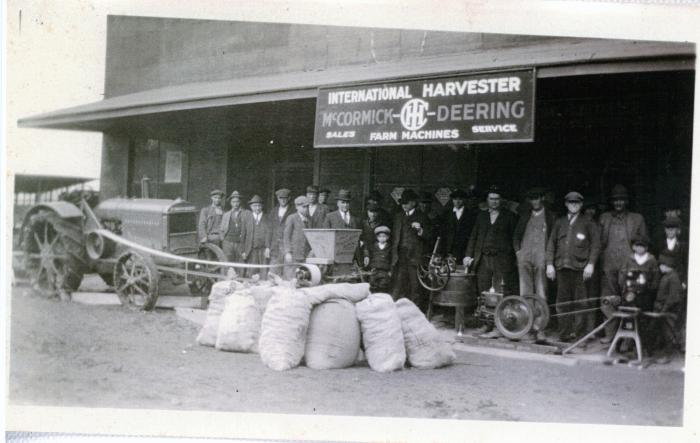 INTERNATIONAL HARVESTER
McCORMICK-IHC-DEERING
SALES FARM MACHINES SERVICE